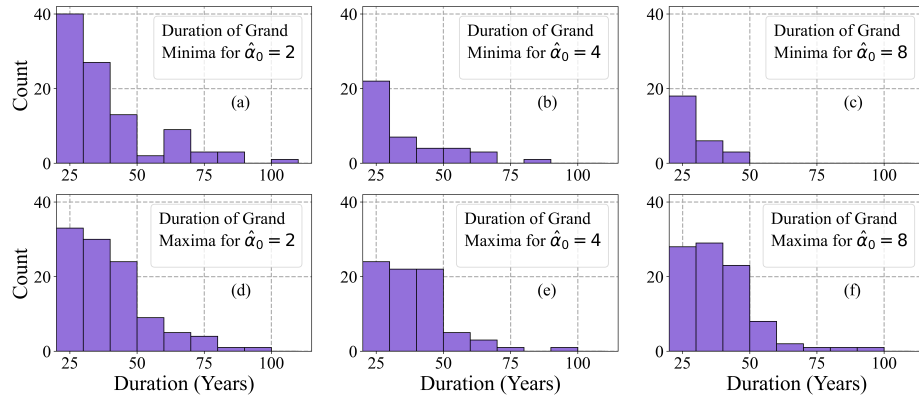 40
20
0
Count
Duration of Grand
Minima for α̂₀ = 2
(a)
25 50 75 100
40
20
0
Duration of Grand
Minima for α̂₀ = 4
(b)
25 50 75 100
40
20
0
Duration of Grand
Minima for α̂₀ = 8
(c)
25 50 75 100
40
20
0
Count
Duration of Grand
Maxima for α̂₀ = 2
(d)
25 50 75 100
Duration (Years)
40
20
0
Duration of Grand
Maxima for α̂₀ = 4
(e)
25 50 75 100
Duration (Years)
40
20
0
Duration of Grand
Maxima for α̂₀ = 8
(f)
25 50 75 100
Duration (Years)